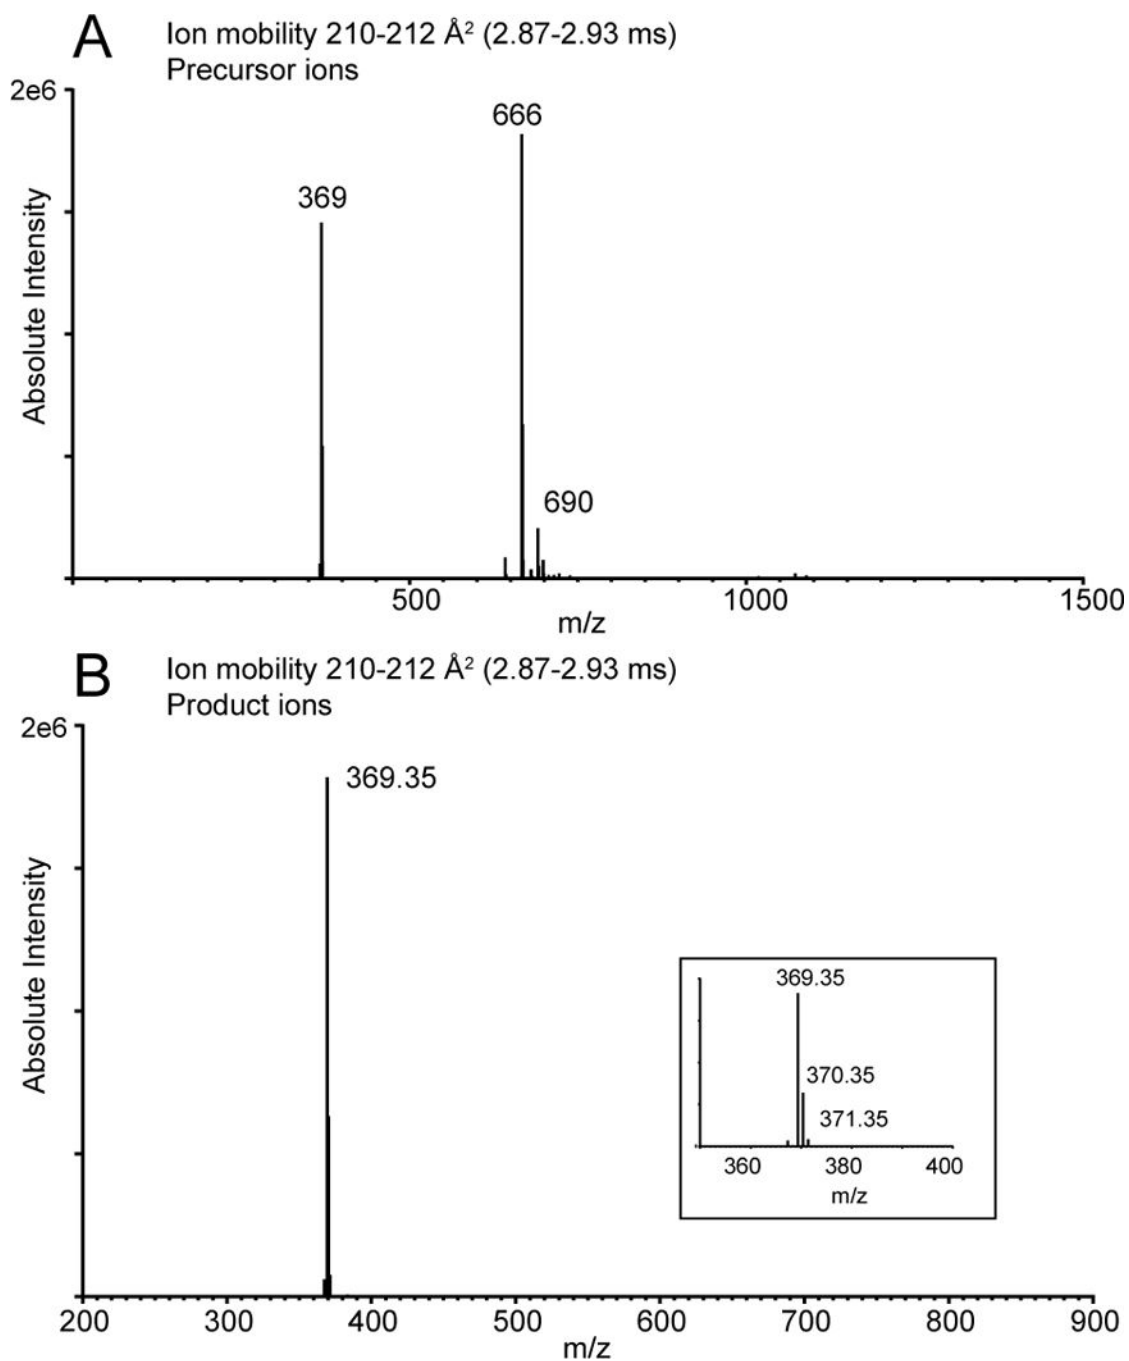 A
Ion mobility 210-212 Å² (2.87-2.93 ms)
Precursor ions
2e6
666
369
690
Absolute Intensity
500
1000
1500
m/z
B
Ion mobility 210-212 Å² (2.87-2.93 ms)
Product ions
2e6
369.35
Absolute Intensity
369.35
370.35
371.35
360
380
400
m/z
200
300
400
500
600
700
800
900
m/z